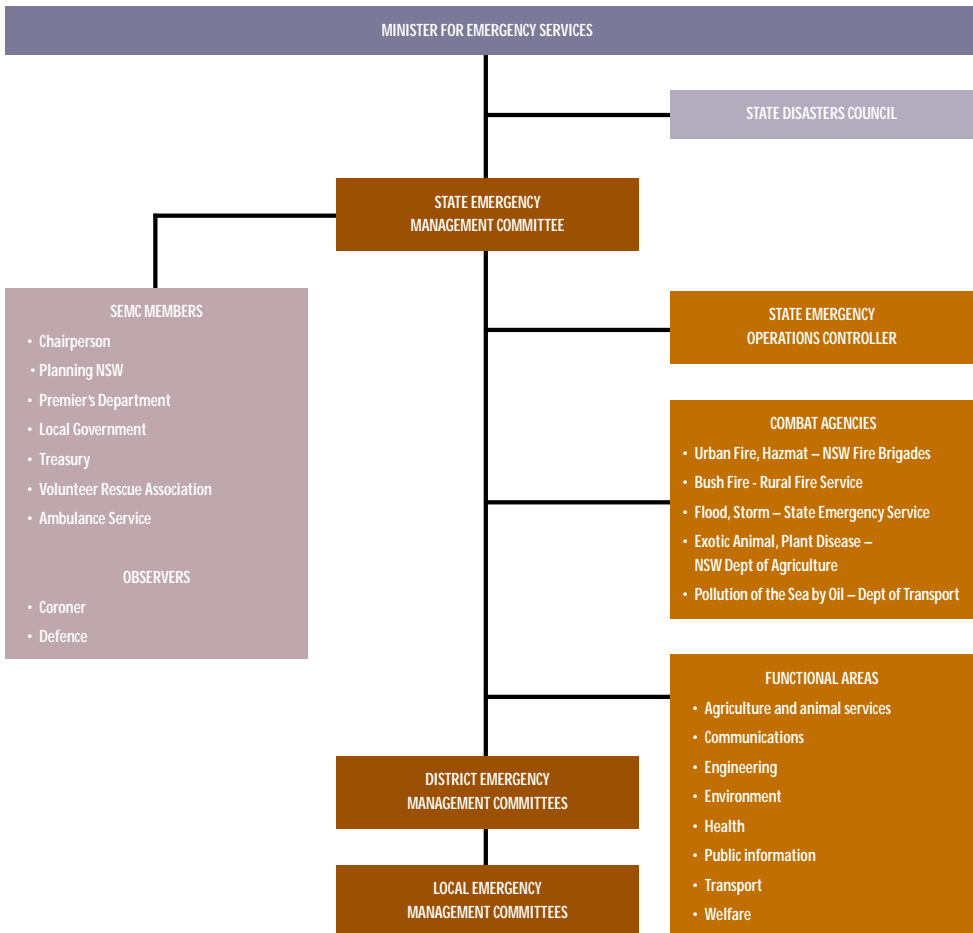 MINISTER FOR EMERGENCY SERVICES
STATE DISASTERS COUNCIL
STATE EMERGENCY
MANAGEMENT COMMITTEE
SEMC MEMBERS
• Chairperson
• Planning NSW
• Premier's Department
• Local Government
• Treasury
• Volunteer Rescue Association
• Ambulance Service
OBSERVERS
• Coroner
• Defence
STATE EMERGENCY
OPERATIONS CONTROLLER
COMBAT AGENCIES
• Urban Fire, Hazmat – NSW Fire Brigades
• Bush Fire - Rural Fire Service
• Flood, Storm – State Emergency Service
• Exotic Animal, Plant Disease –
NSW Dept of Agriculture
• Pollution of the Sea by Oil – Dept of Transport
FUNCTIONAL AREAS
• Agriculture and animal services
• Communications
• Engineering
• Environment
• Health
• Public information
• Transport
• Welfare
DISTRICT EMERGENCY
MANAGEMENT COMMITTEES
LOCAL EMERGENCY
MANAGEMENT COMMITTEES